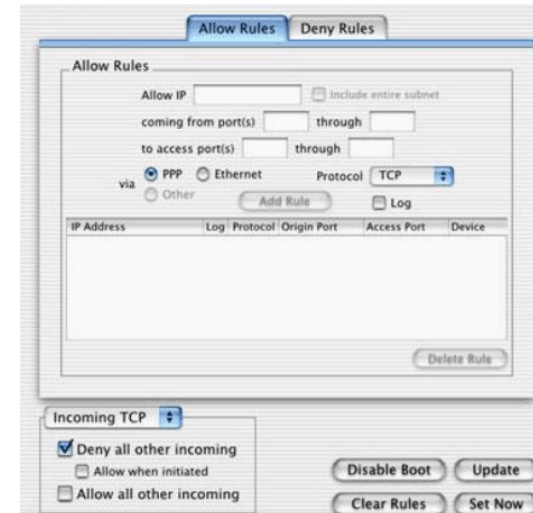 Allow Rules Deny Rules
Allow Rules
Allow IP Include entire subnet
coming from port(s) through
to access port(s) through
via PPP Ethernet Protocol TCP
Other Add Rule Log
IP Address Log Protocol Origin Port Access Port Device
Delete Rule
Incoming TCP
Deny all other incoming
Allow when initiated Disable Boot Update
Allow all other incoming
Clear Rules Set Now